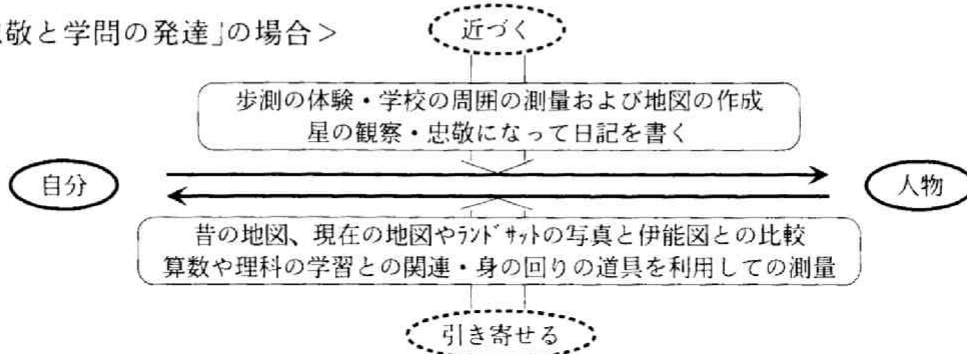 敬と学問の発達」の場合＞
近づく
歩測の体験・学校の周囲の測量および地図の作成
星の観察・忠敬になって日記を書く
自分
人物
昔の地図、現在の地図やﾗﾝﾄﾞｻｯﾄの写真と伊能図との比較
算数や理科の学習との関連・身の回りの道具を利用しての測量
引き寄せる